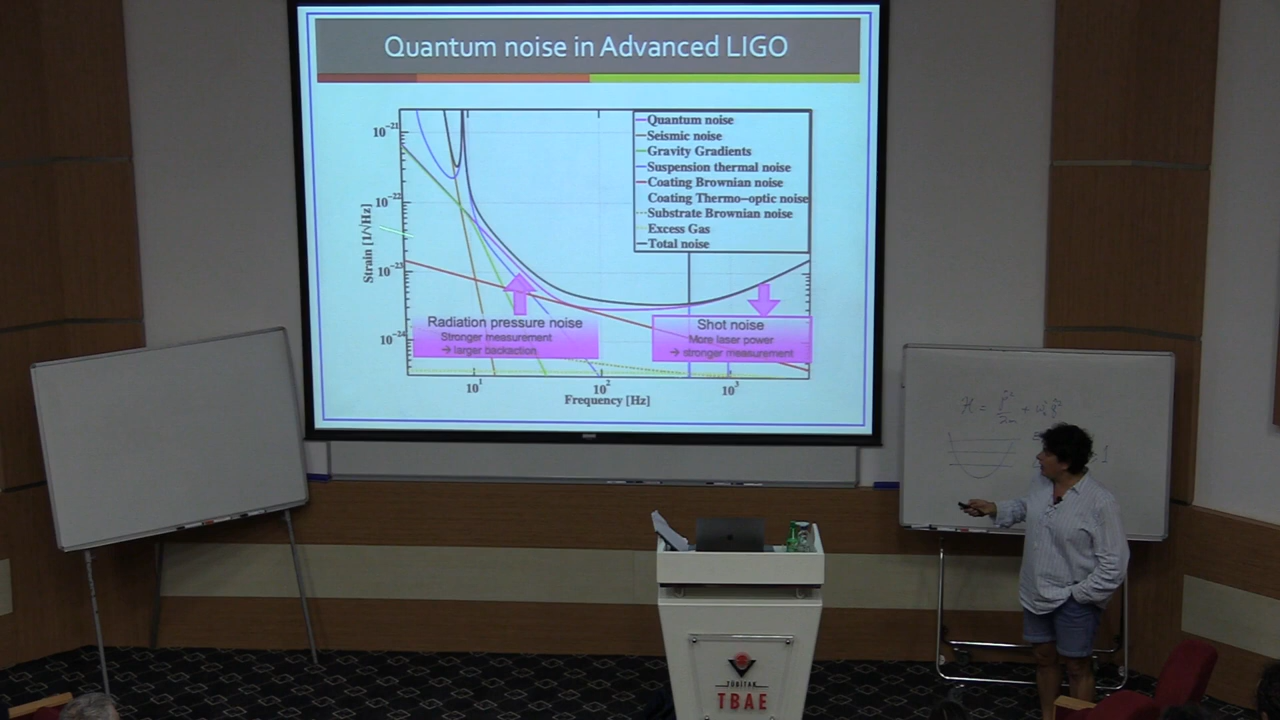 Quantum noise in Advanced LIGO
Quantum noise
Seismic noise
Gravity Gradients
Suspension thermal noise
Coating Brownian noise
Coating Thermo-optic noise
Substrate Brownian noise
Excess Gas
Total noise
10⁻²¹
10⁻²²
10⁻²³
10⁻²⁴
Strain [1/√Hz]
Radiation pressure noise
Stronger measurement
→ larger backaction
Shot noise
More laser power
→ stronger measurement
10¹
10²
10³
Frequency [Hz]
TÜBİTAK
TBAE